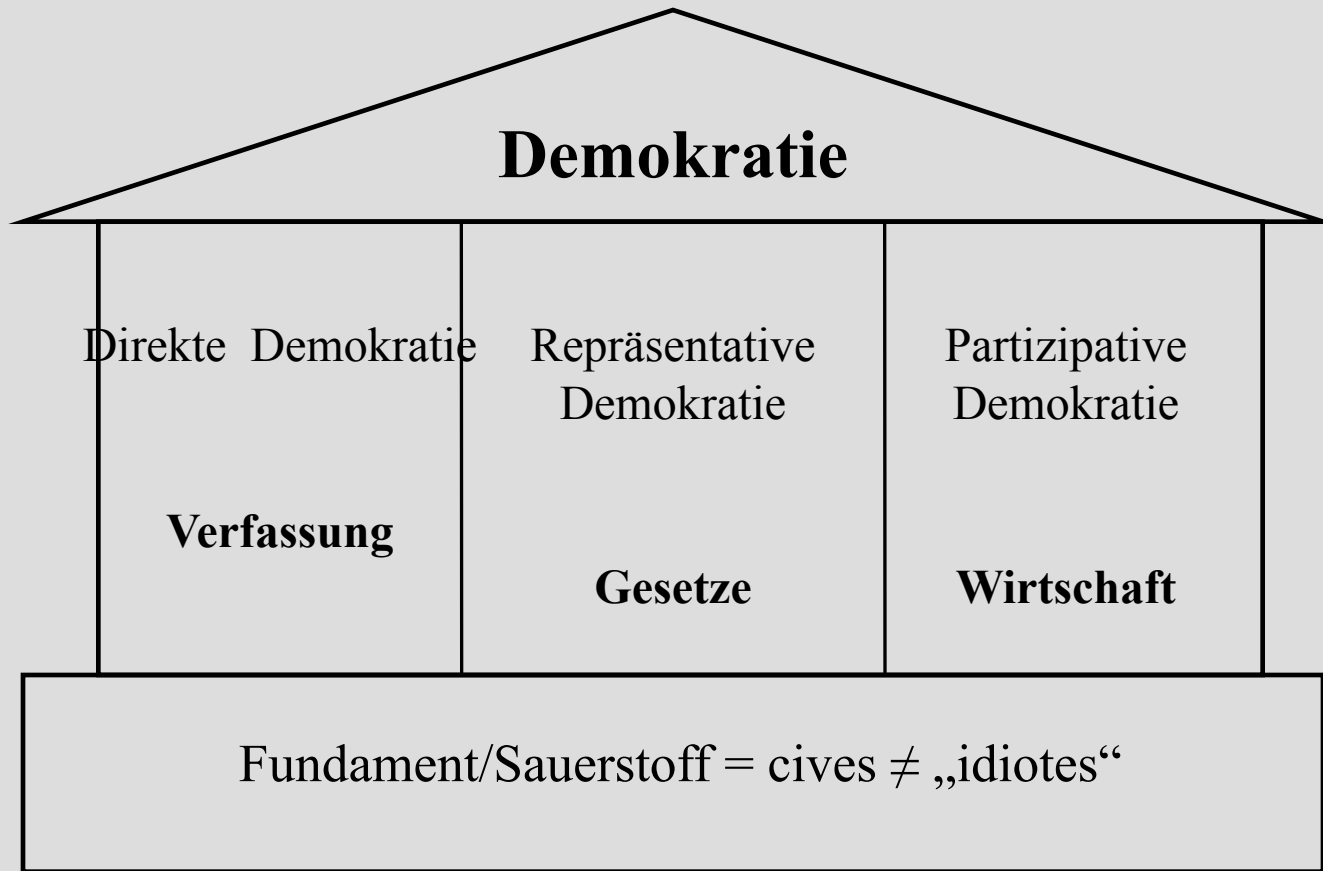 Demokratie
Direkte Demokratie
Verfassung
Repräsentative
Demokratie
Gesetze
Partizipative
Demokratie
Wirtschaft
Fundament/Sauerstoff = cives ≠ „idiotes“